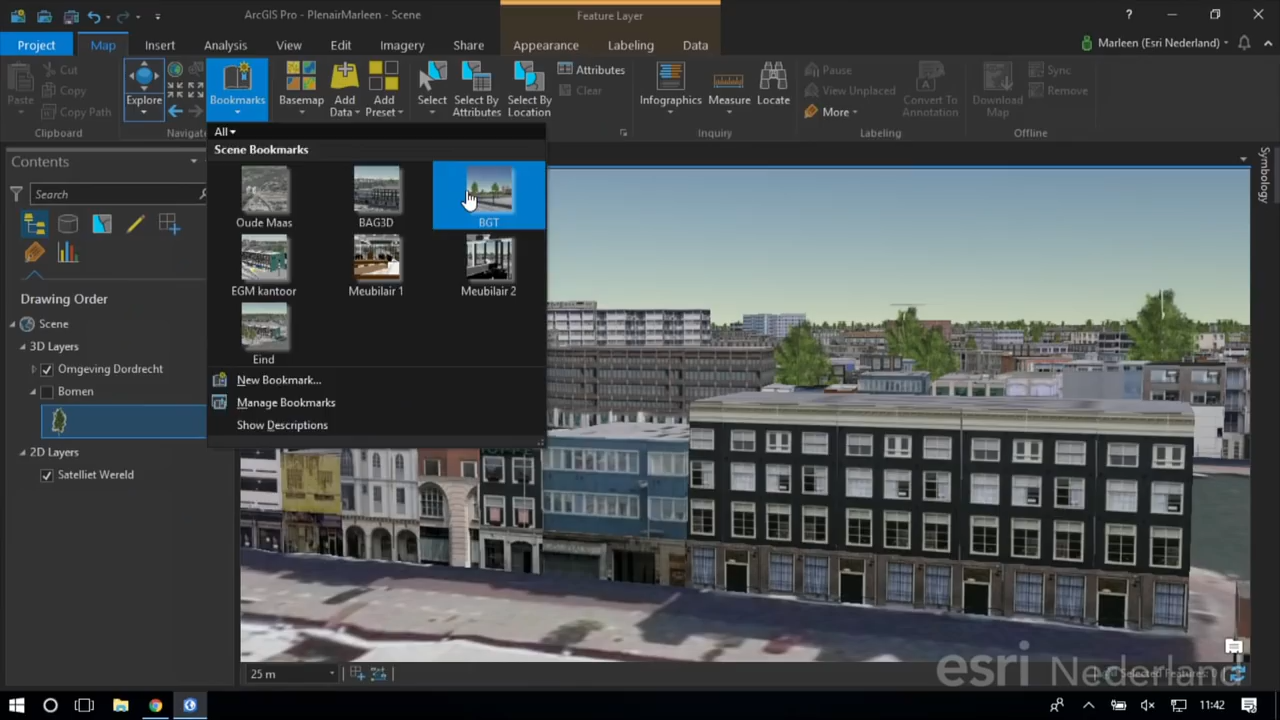 ArcGIS Pro - PlenairMarleen - Scene
Feature Layer
?
Project
Map
Insert
Analysis
View
Edit
Imagery
Share
Appearance
Labeling
Data
Marleen (Esri Nederland)
Paste
Cut
Copy
Copy Path
Clipboard
Explore
Navigate
Bookmarks
Basemap
Add Data
Add Preset
Select
Select By Attributes
Select By Location
Attributes
Clear
Infographics
Measure
Locate
Inquiry
Pause
View Unplaced
More
Convert To Annotation
Labeling
Download Map
Sync
Remove
Offline
Contents
Search
Drawing Order
Scene
3D Layers
Omgeving Dordrecht
Bomen
2D Layers
Satelliet Wereld
All
Scene Bookmarks
Oude Maas
BAG3D
BGT
EGM kantoor
Meubilair 1
Meubilair 2
Eind
New Bookmark...
Manage Bookmarks
Show Descriptions
Symbology
25 m
Selected Features: 0
esri Nederland
11:42